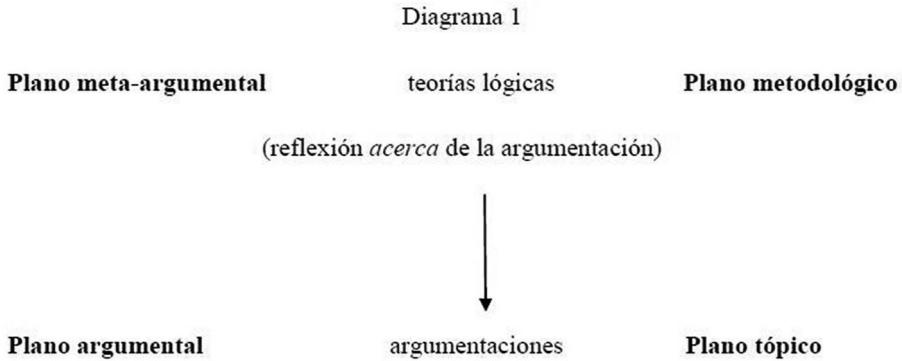 Diagrama 1
Plano meta-argumental teorías lógicas Plano metodológico
(reflexión acerca de la argumentación)
Plano argumental argumentaciones Plano tópico